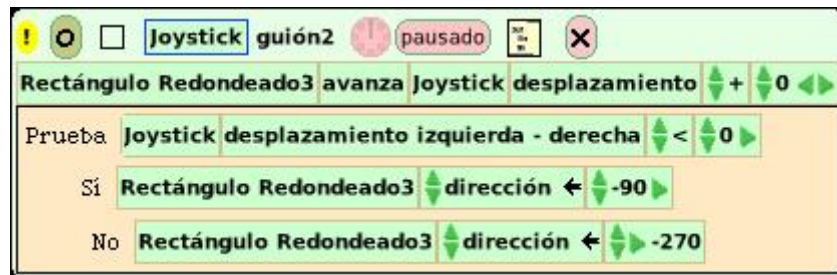 ! O Joystick guión2 pausado ×
Rectángulo Redondeado3 avanza Joystick desplazamiento + 0
Prueba Joystick desplazamiento izquierda - derecha < 0
Sí Rectángulo Redondeado3 dirección ← -90
No Rectángulo Redondeado3 dirección ← -270